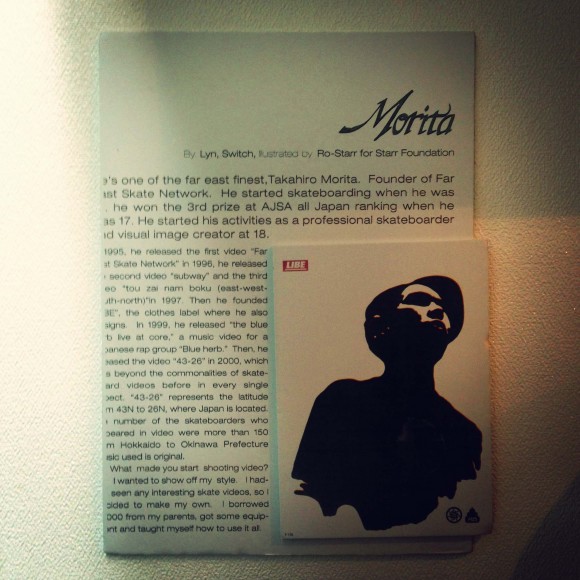 Morita
By Lyn, Switch, Illustrated by Ro-Starr for Starr Foundation
e's one of the far east finest,Takahiro Morita. Founder of Far
ast Skate Network. He started skateboarding when he was
. he won the 3rd prize at AJSA all Japan ranking when he
as 17. He started his activities as a professional skateboarder
nd visual image creator at 18.
1995, he released the first video "Far
st Skate Network" in 1996, he released
second video "subway" and the third
eo "tou zai nam boku (east-west-
uth-north)"in 1997. Then he founded
BE", the clothes label where he also
signs. In 1999, he released "the blue
rb live at core," a music video for a
panese rap group "Blue herb." Then, he
eased the video "43-26" in 2000, which
s beyond the commonalities of skate-
ard videos before in every single
pect. "43-26" represents the latitude
m 43N to 26N, where Japan is located.
number of the skateboarders who
peared in video were more than 150
m Hokkaido to Okinawa Prefecture
sic used is original.
What made you start shooting video?
I wanted to show off my style. I had-
seen any interesting skate videos, so I
cided to make my own. I borrowed
000 from my parents, got some equip-
nt and taught myself how to use it all.
LIBE